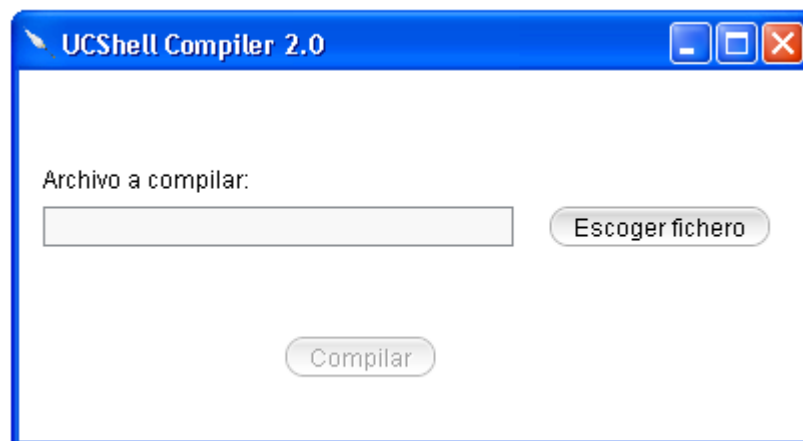 UCShell Compiler 2.0
Archivo a compilar:
Escoger fichero
Compilar